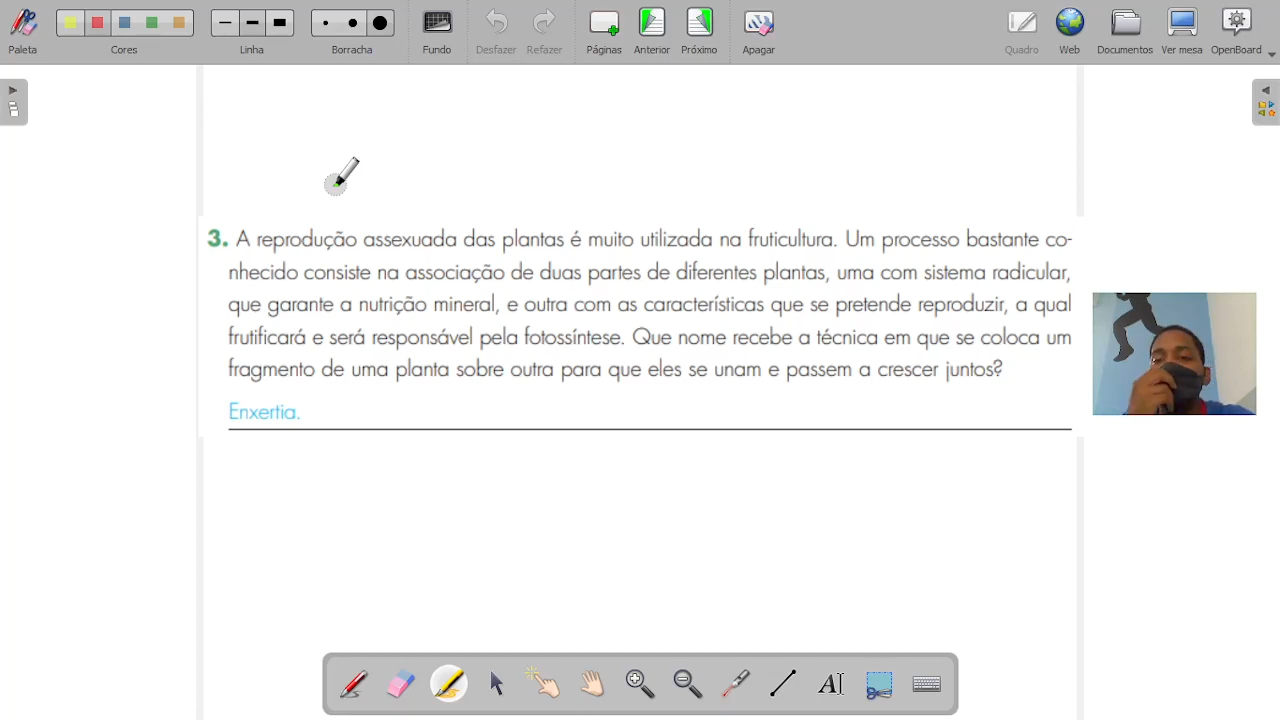 Paleta
Cores
Linha
Borracha
Fundo
Desfazer
Refazer
Páginas
Anterior
Próximo
Apagar
Quadro
Web
Documentos
Ver mesa
OpenBoard
3. A reprodução assexuada das plantas é muito utilizada na fruticultura. Um processo bastante co-
nhecido consiste na associação de duas partes de diferentes plantas, uma com sistema radicular,
que garante a nutrição mineral, e outra com as características que se pretende reproduzir, a qual
frutificará e será responsável pela fotossíntese. Que nome recebe a técnica em que se coloca um
fragmento de uma planta sobre outra para que eles se unam e passem a crescer juntos?
Enxertia.